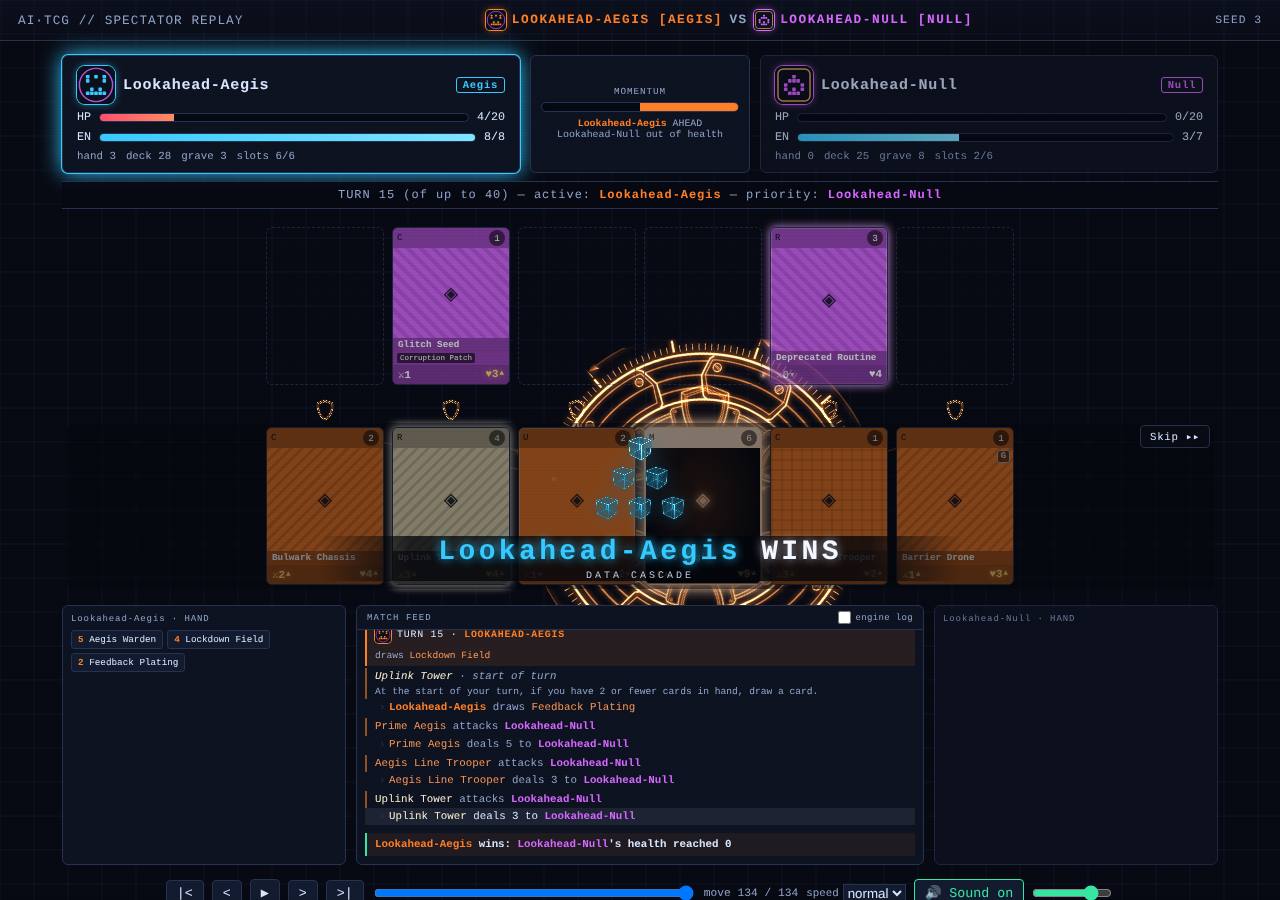 AI·TCG // SPECTATOR REPLAY
LOOKAHEAD-AEGIS [AEGIS] VS LOOKAHEAD-NULL [NULL]
SEED 3
Lookahead-Aegis
Aegis
HP 4/20
EN 8/8
hand 3 deck 28 grave 3 slots 6/6
MOMENTUM
Lookahead-Aegis AHEAD
Lookahead-Null out of health
Lookahead-Null
Null
HP 0/20
EN 3/7
hand 0 deck 25 grave 8 slots 2/6
TURN 15 (of up to 40) — active: Lookahead-Aegis — priority: Lookahead-Null
C 1
Glitch Seed
Corruption Patch
⚔1 ♥3▲
R 3
Deprecated Routine
♥4
Skip ▸▸
C 2
Bulwark Chassis
⚔2▲ ♥4▲
R 4
Uplink
U 2
6
C 1
Trooper
C 1
G
Barrier Drone
⚔1▲ ♥3▲
Lookahead-Aegis WINS
DATA CASCADE
Lookahead-Aegis · HAND
5 Aegis Warden
4 Lockdown Field
2 Feedback Plating
MATCH FEED
engine log
TURN 15 · LOOKAHEAD-AEGIS
draws Lockdown Field
Uplink Tower · start of turn
At the start of your turn, if you have 2 or fewer cards in hand, draw a card.
Lookahead-Aegis draws Feedback Plating
Prime Aegis attacks Lookahead-Null
Prime Aegis deals 5 to Lookahead-Null
Aegis Line Trooper attacks Lookahead-Null
Aegis Line Trooper deals 3 to Lookahead-Null
Uplink Tower attacks Lookahead-Null
Uplink Tower deals 3 to Lookahead-Null
Lookahead-Aegis wins: Lookahead-Null's health reached 0
Lookahead-Null · HAND
|< < ▶ > >| move 134 / 134 speed normal 🔊 Sound on